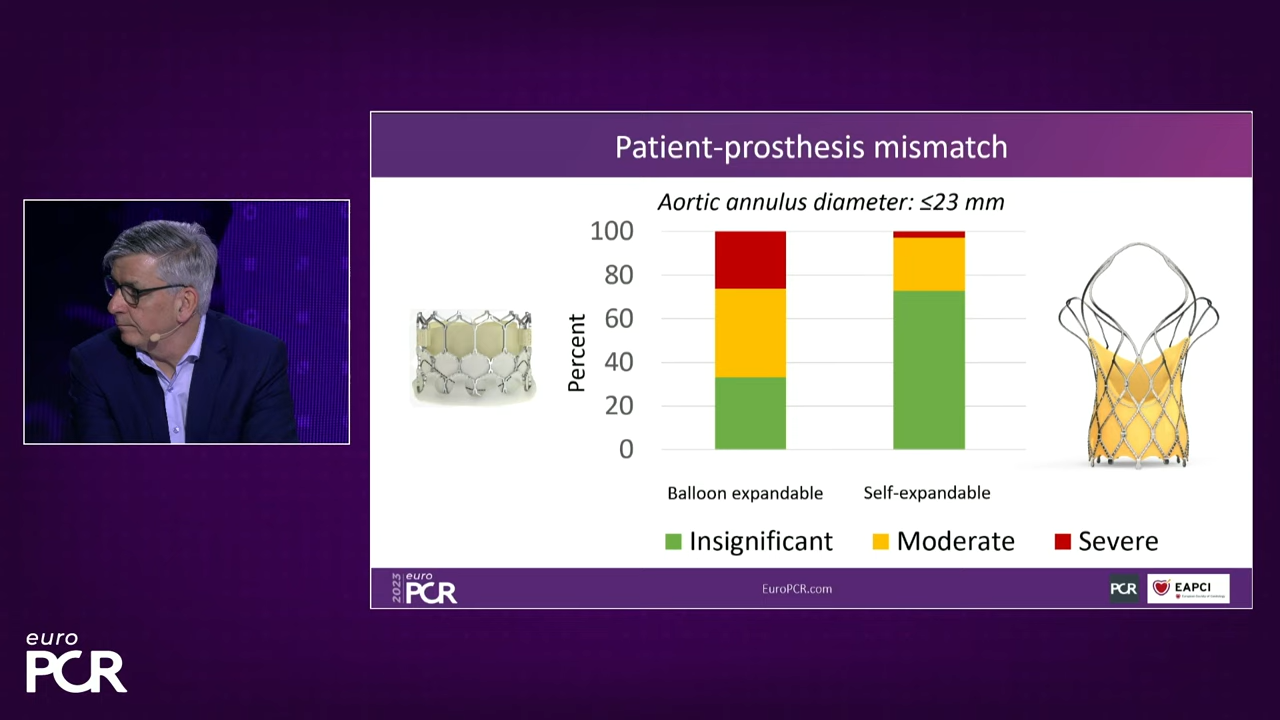 Patient-prosthesis mismatch
Aortic annulus diameter: ≤23 mm
100
80
60
40
20
0
Percent
Balloon expandable
Self-expandable
Insignificant
Moderate
Severe
2023
euro
PCR
EuroPCR.com
PCR
EAPCI
euro
PCR